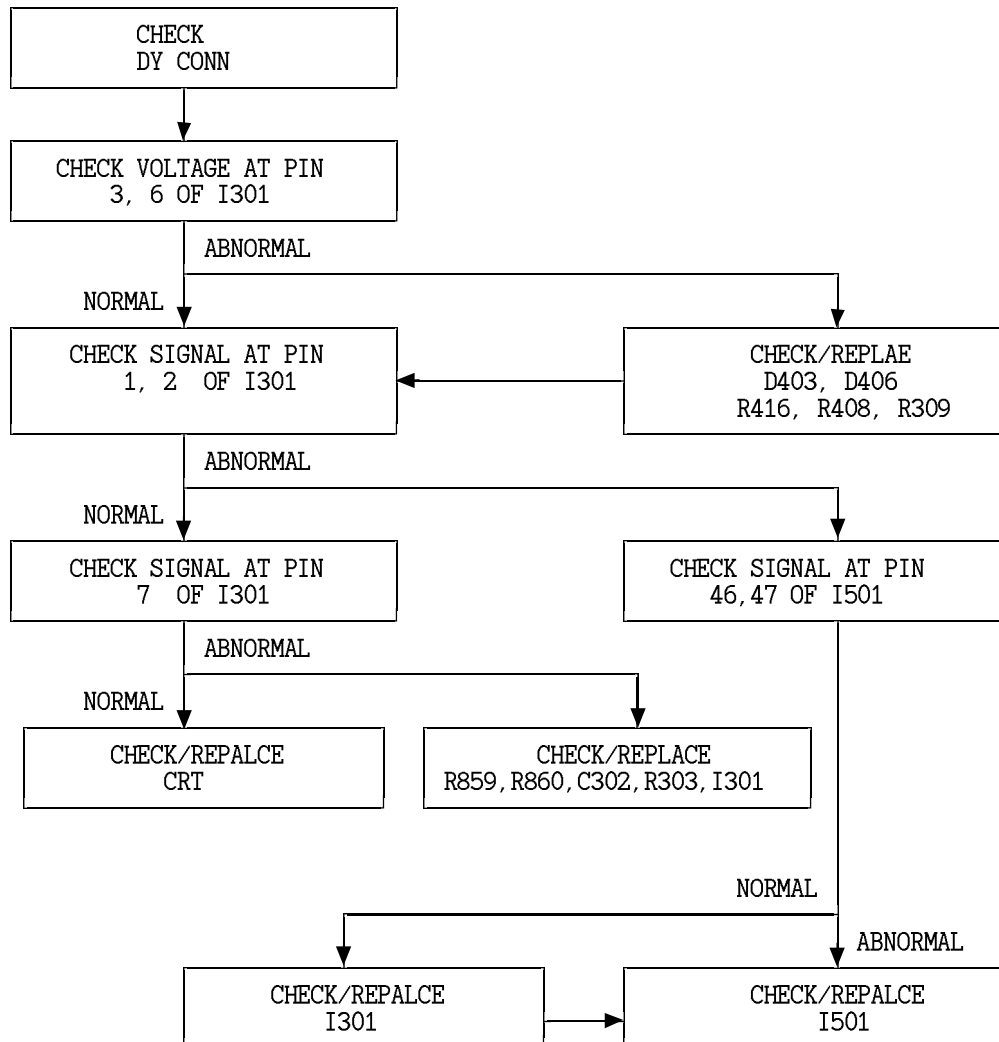 CHECK
DY CONN
CHECK VOLTAGE AT PIN
3, 6 OF I301
ABNORMAL
NORMAL
CHECK SIGNAL AT PIN
1, 2 OF I301
CHECK/REPLAE
D403, D406
R416, R408, R309
ABNORMAL
NORMAL
CHECK SIGNAL AT PIN
7 OF I301
CHECK SIGNAL AT PIN
46,47 OF I501
ABNORMAL
NORMAL
CHECK/REPALCE
CRT
CHECK/REPLACE
R859,R860,C302,R303,I301
NORMAL
ABNORMAL
CHECK/REPALCE
I301
CHECK/REPALCE
I501